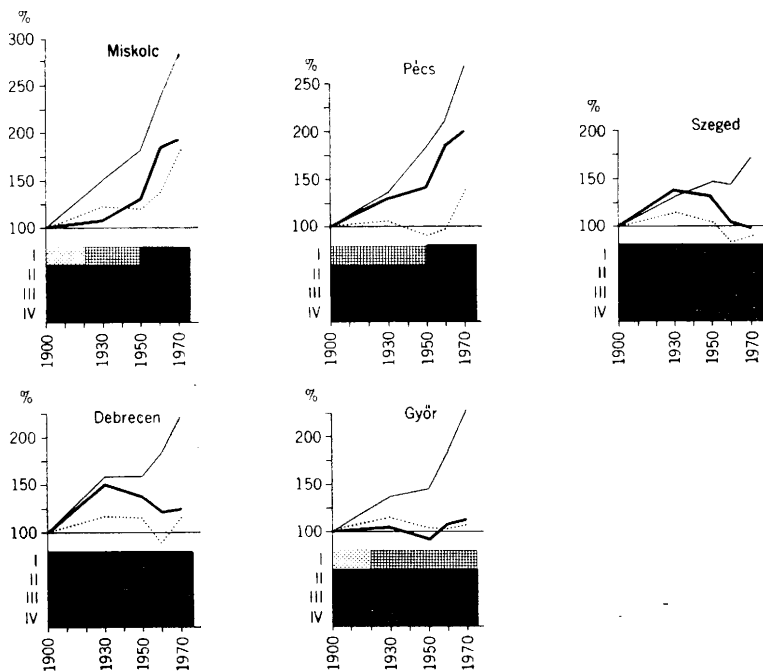 %
300
Miskolc
250
200
150
100
I
II
III
IV
1900
1930
1950
1970
%
Pécs
250
200
150
100
I
II
III
IV
1900
1930
1950
1970
%
Szeged
200
150
100
I
II
III
IV
1900
1930
1950
1970
%
Debrecen
200
150
100
I
II
III
IV
1900
1930
1950
1970
%
Győr
200
150
100
I
II
III
IV
1900
1930
1950
1970